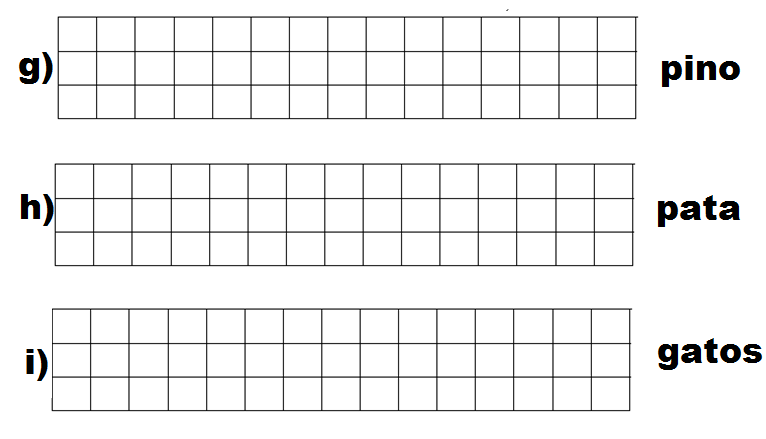 g) pino
h) pata
i) gatos